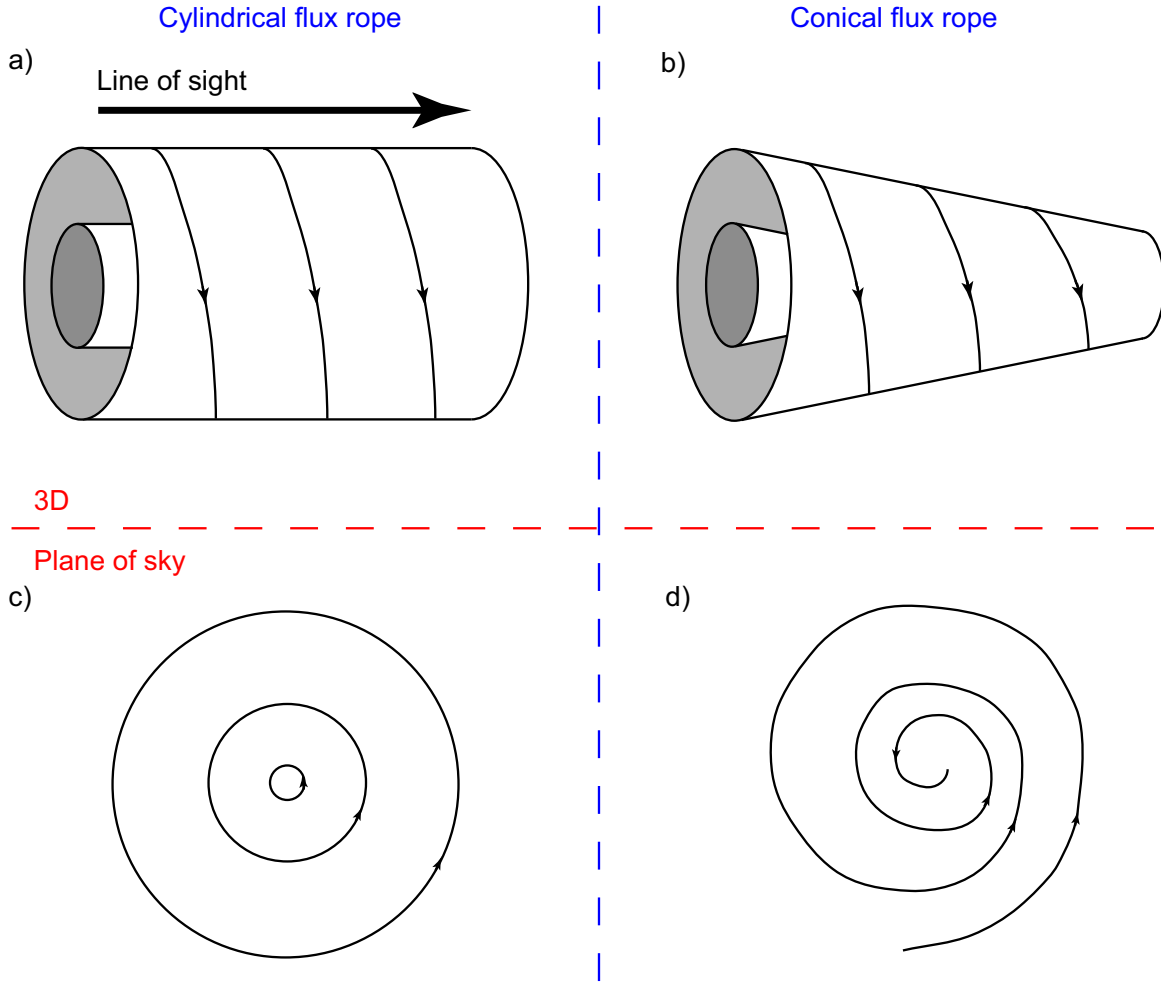 Cylindrical flux rope
Conical flux rope
a)
b)
Line of sight
3D
Plane of sky
c)
d)